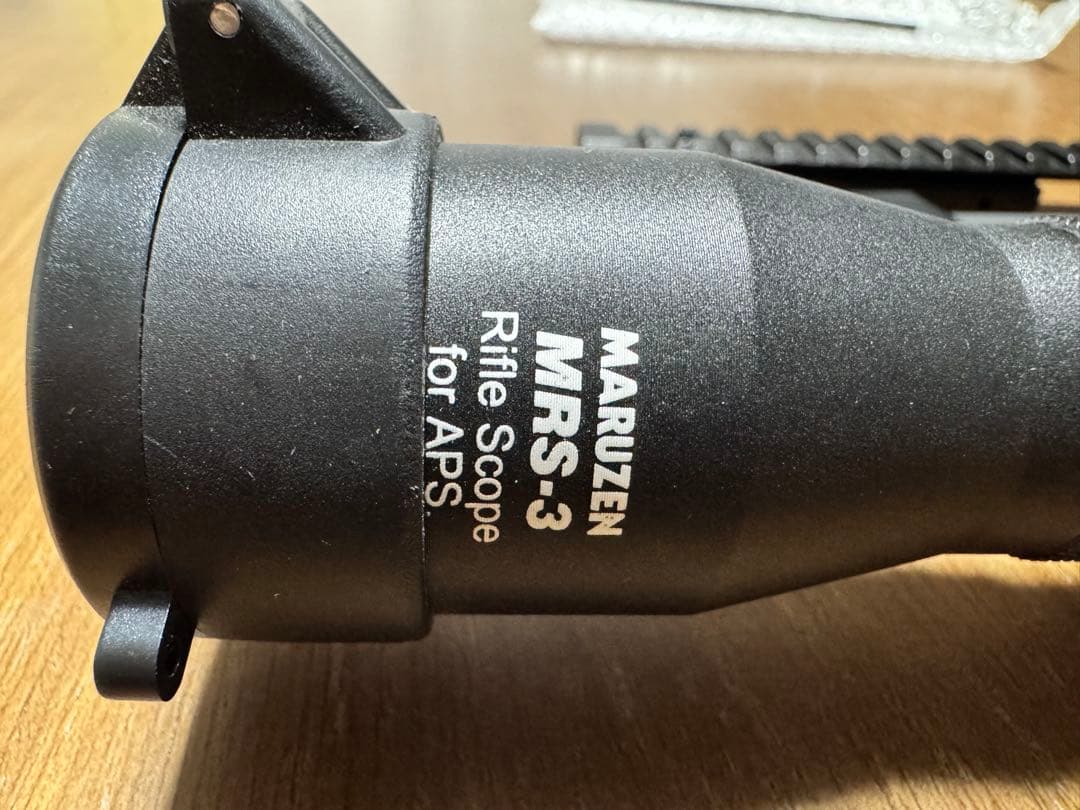 MARUZEN
MRS-3
Rifle Scope
for APS